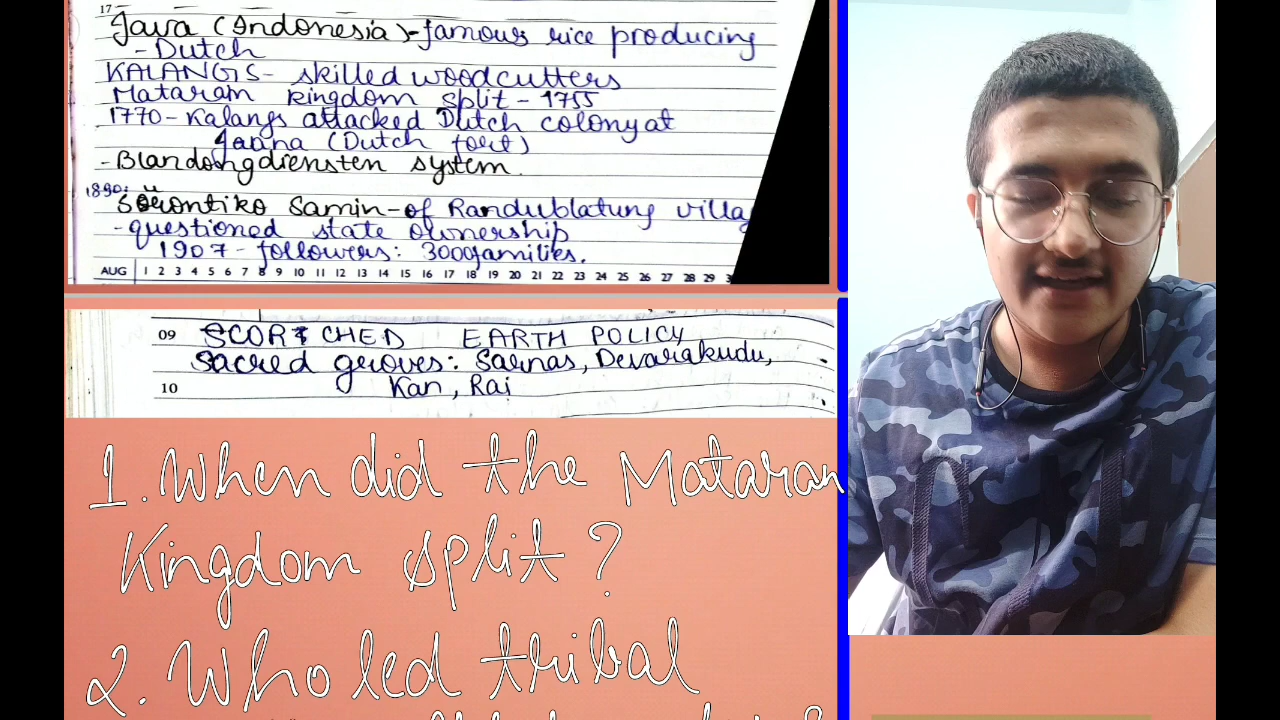 17
Java (Indonesia)-famous rice producing
- Dutch
KALANGS- skilled woodcutters
Mataram kingdom split - 1755
1770-Kalangs attacked Dutch colony at
Japana (Dutch fort)
- Blandongdiensten system.
1890:
Surontiko Samin-of Randublatung villag
-questioned state ownership
1907- followers: 3000 families.
AUG 1 2 3 4 5 6 7 8 9 10 11 12 13 14 15 16 17 18 19 20 21 22 23 24 25 26 27 28 29
09 SCORCHED EARTH POLICY
sacred groves: Sarnas, Devarakudu,
10 Kan, Rai
1. When did the Mataram
Kingdom split?
2. Who led tribal